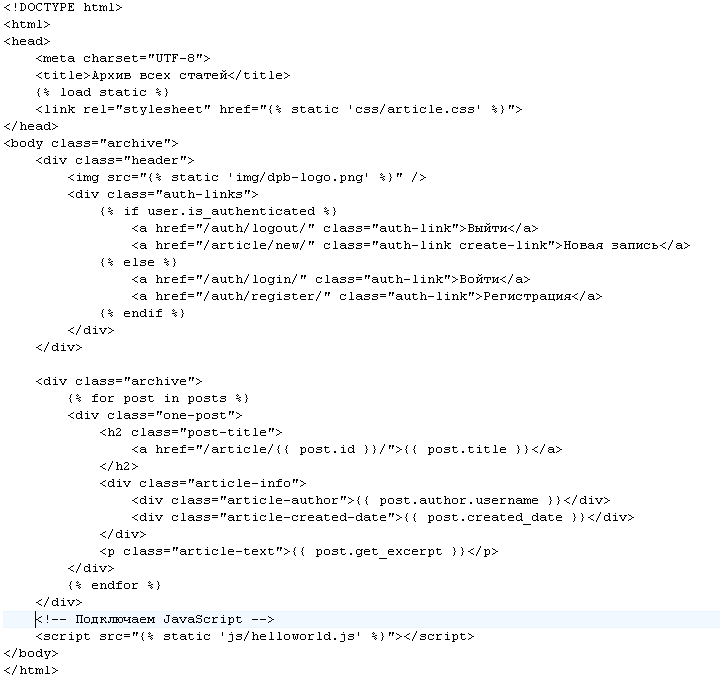 <!DOCTYPE html>
<html>
<head>
    <meta charset="UTF-8">
    <title>Архив всех статей</title>
    {% load static %}
    <link rel="stylesheet" href="{% static 'css/article.css' %}">
</head>
<body class="archive">
    <div class="header">
        <img src="{% static 'img/dpb-logo.png' %}" />
        <div class="auth-links">
            {% if user.is_authenticated %}
                <a href="/auth/logout/" class="auth-link">Выйти</a>
                <a href="/article/new/" class="auth-link create-link">Новая запись</a>
            {% else %}
                <a href="/auth/login/" class="auth-link">Войти</a>
                <a href="/auth/register/" class="auth-link">Регистрация</a>
            {% endif %}
        </div>
    </div>

    <div class="archive">
        {% for post in posts %}
        <div class="one-post">
            <h2 class="post-title">
                <a href="/article/{{ post.id }}/">{{ post.title }}</a>
            </h2>
            <div class="article-info">
                <div class="article-author">{{ post.author.username }}</div>
                <div class="article-created-date">{{ post.created_date }}</div>
            </div>
            <p class="article-text">{{ post.get_excerpt }}</p>
        </div>
        {% endfor %}
    </div>
    <!-- Подключаем JavaScript -->
    <script src="{% static 'js/helloworld.js' %}"></script>
</body>
</html>